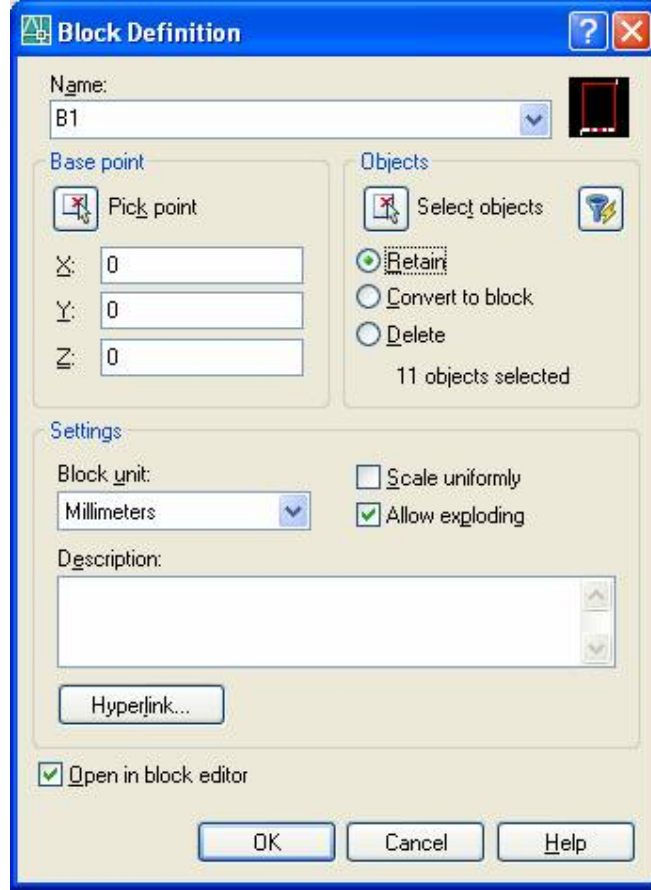 Block Definition
Name:
B1
Base point
Pick point
X: 0
Y: 0
Z: 0
Objects
Select objects
Retain
Convert to block
Delete
11 objects selected
Settings
Block unit:
Millimeters
Scale uniformly
Allow exploding
Description:
Hyperlink...
Open in block editor
OK Cancel Help